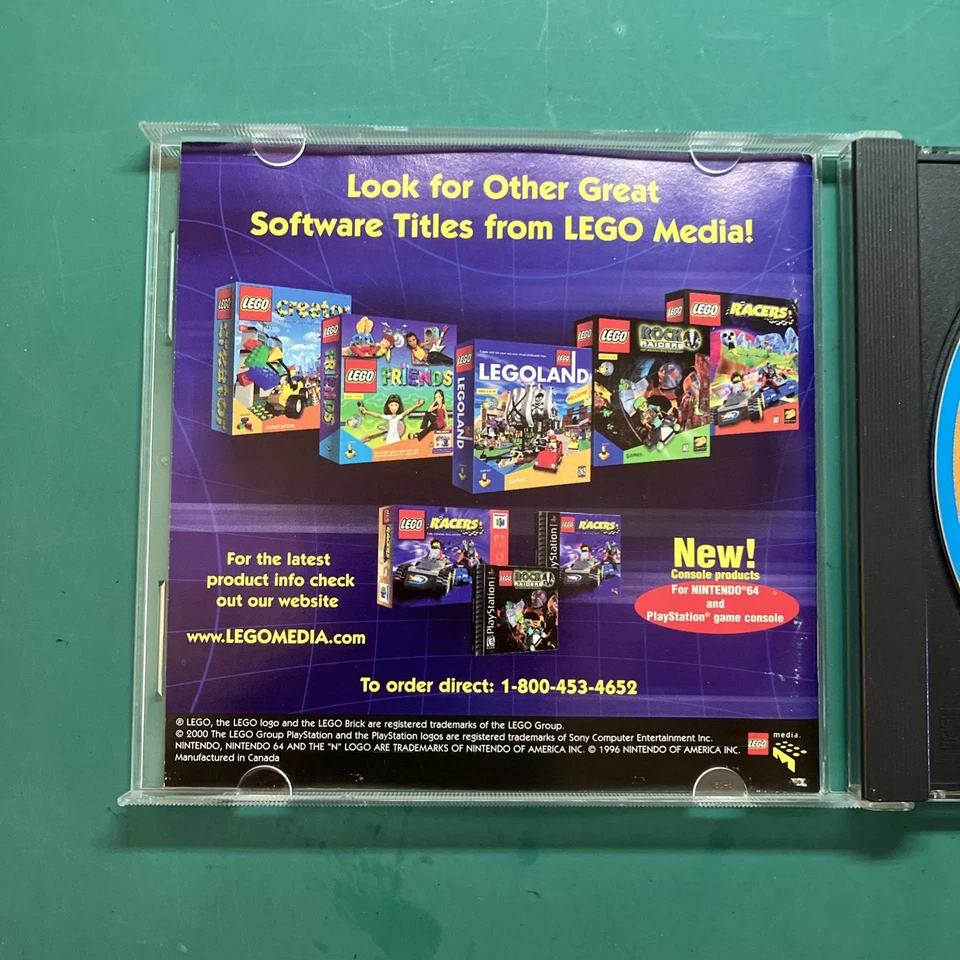 Look for Other Great
Software Titles from LEGO Media!
LEGO creator
LEGO FRIENDS
FRIENDS
LEGO
LEGOLAND
LEGOLAND
LEGO ROCK RAIDERS
LEGO RACERS
LEGO RACERS
RACERS
N64
LEGO RACERS
PlayStation
LEGO ROCK RAIDERS
For the latest
product info check
out our website
www.LEGOMEDIA.com
New!
Console products
For NINTENDO® 64
and
PlayStation® game console
To order direct: 1-800-453-4652
® LEGO, the LEGO logo and the LEGO Brick are registered trademarks of the LEGO Group.
© 2000 The LEGO Group PlayStation and the PlayStation logos are registered trademarks of Sony Computer Entertainment Inc.
NINTENDO, NINTENDO 64 AND THE "N" LOGO ARE TRADEMARKS OF NINTENDO OF AMERICA INC. © 1996 NINTENDO OF AMERICA INC.
Manufactured in Canada
LEGO media.